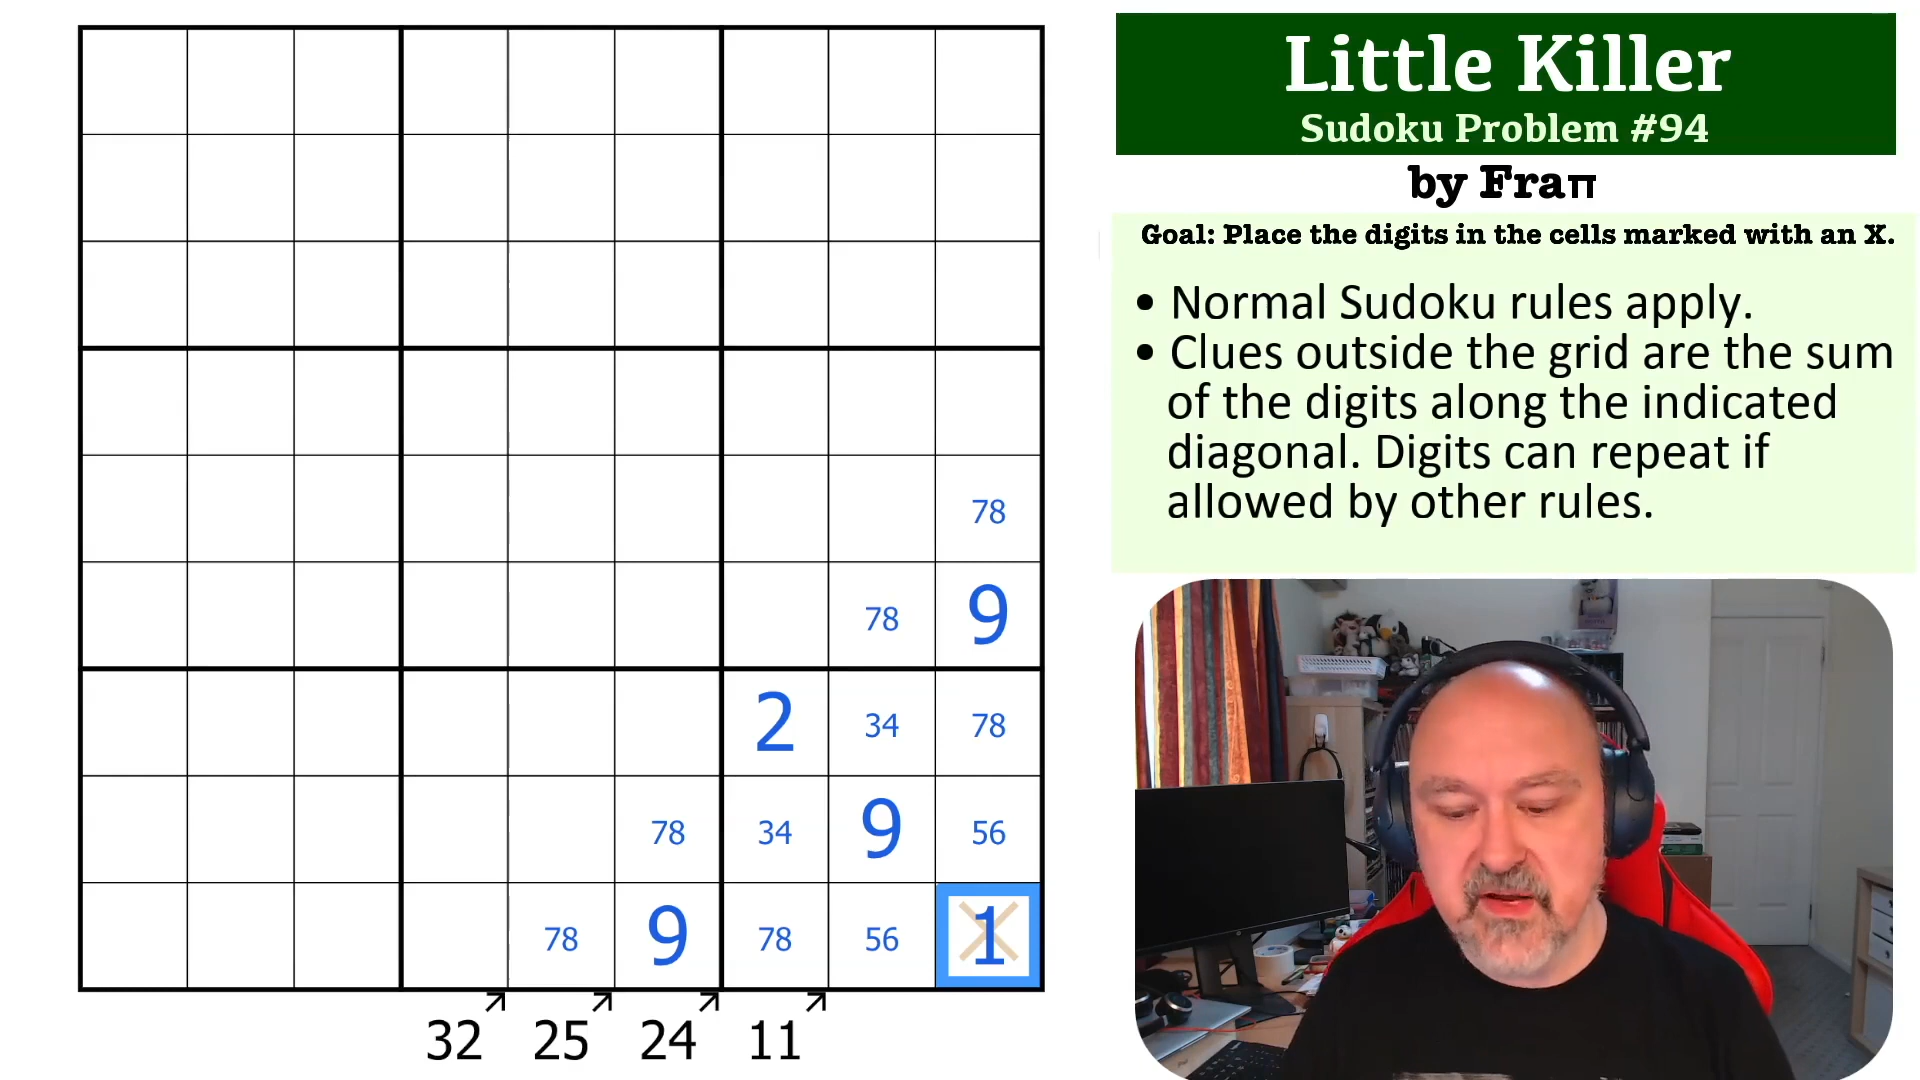 Little Killer
Sudoku Problem #94
by Fraπ
Goal: Place the digits in the cells marked with an X.
• Normal Sudoku rules apply.
• Clues outside the grid are the sum
of the digits along the indicated
diagonal. Digits can repeat if
allowed by other rules.
78
78 9
2 34 78
78 34 9 56
78 9 78 56 1
32 25 24 11